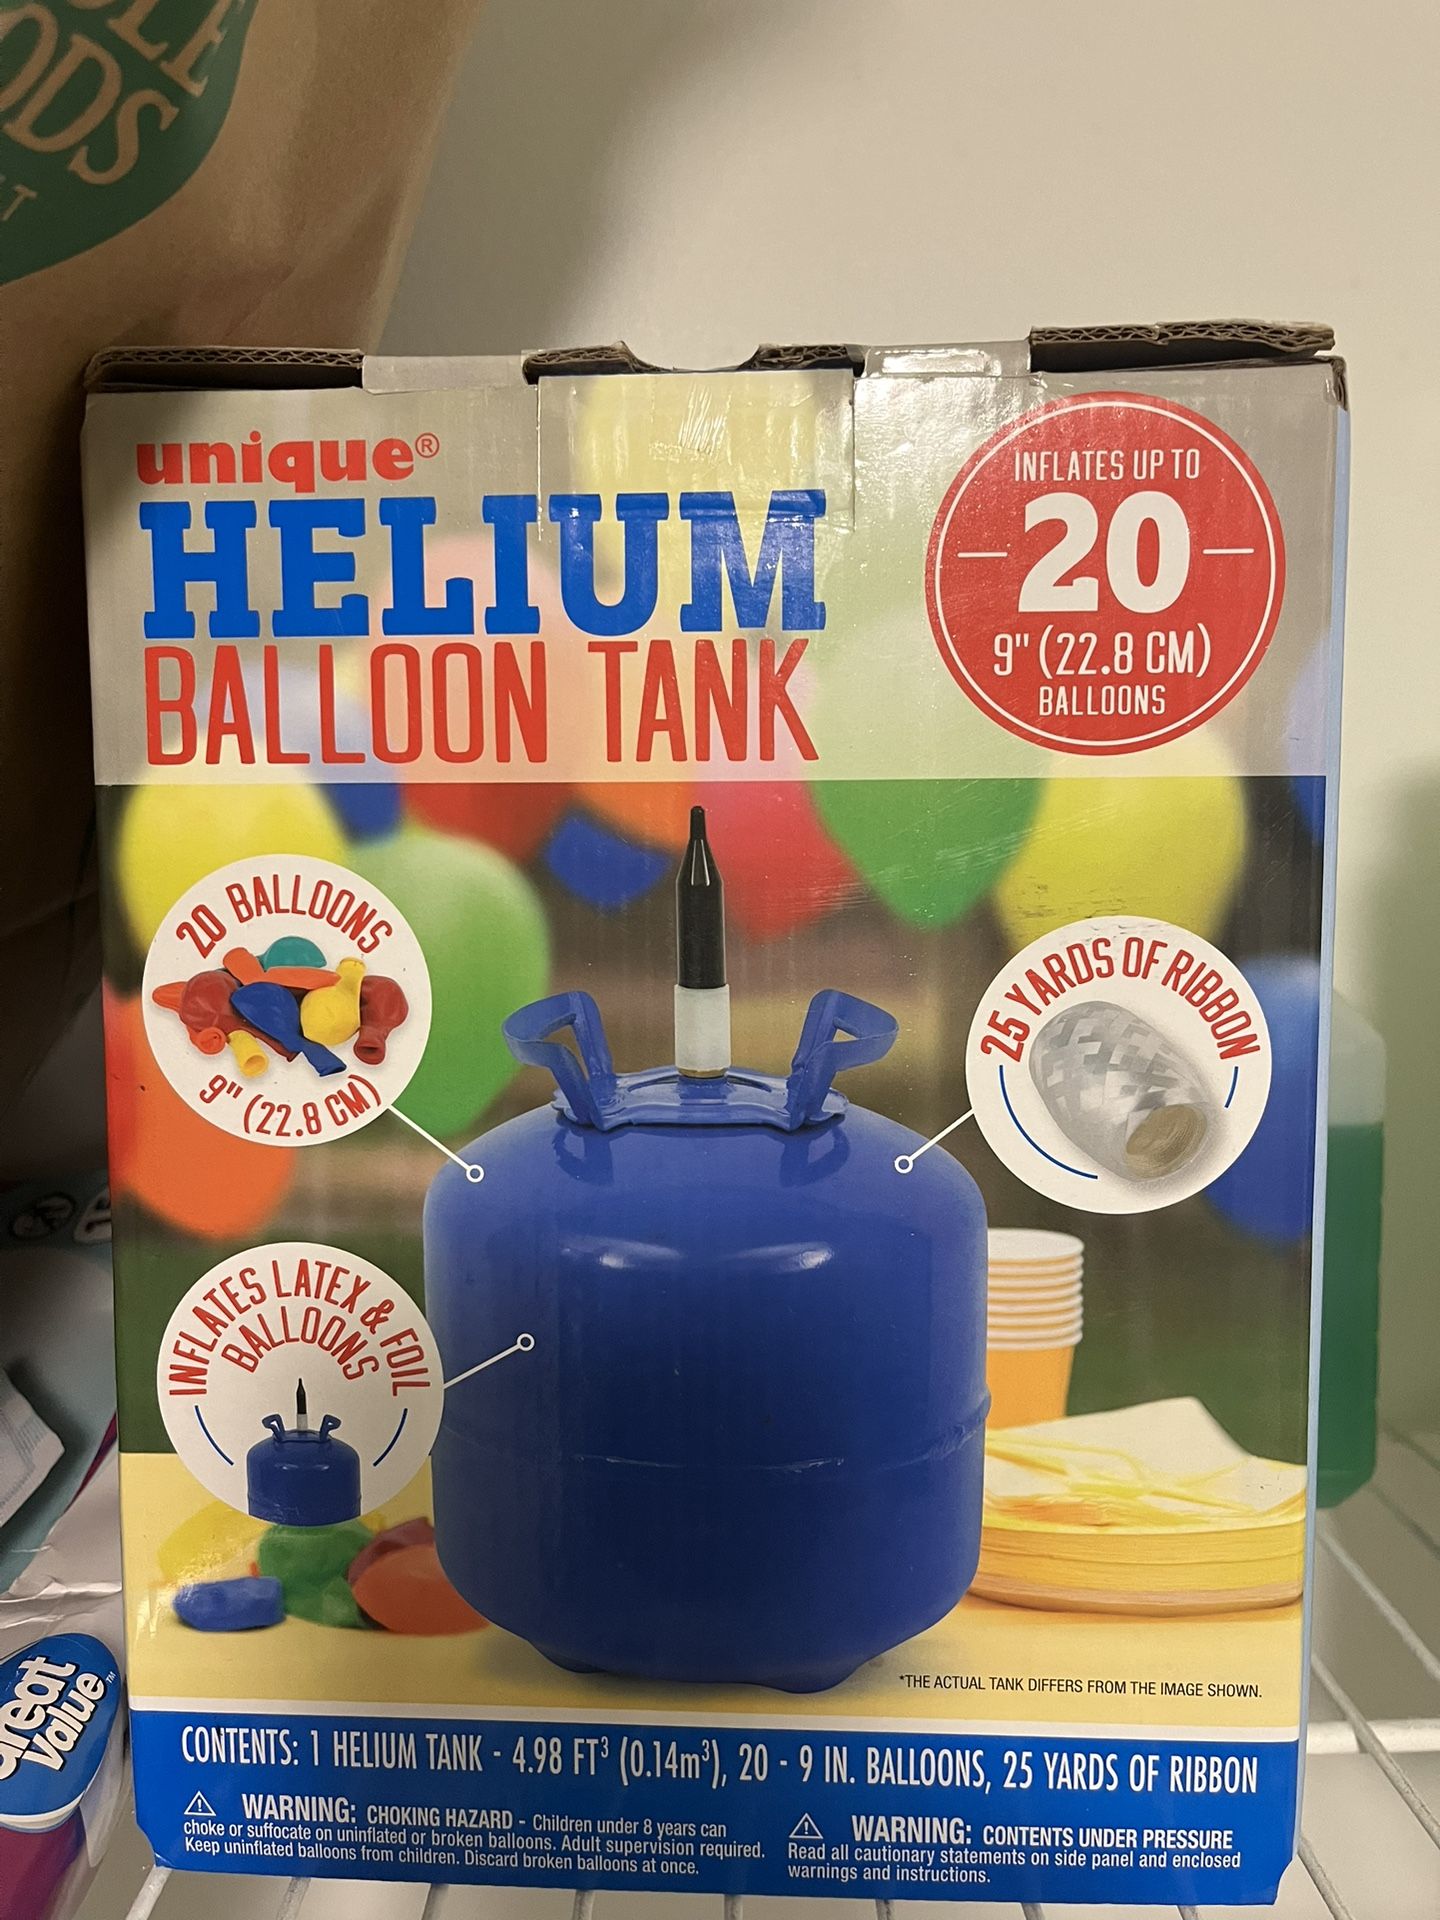 OLE
ODS
unique®
HELIUM
BALLOON TANK
INFLATES UP TO
20
9" (22.8 CM)
BALLOONS
20 BALLOONS
9" (22.8 CM)
25 YARDS OF RIBBON
INFLATES LATEX & FOIL
BALLOONS
*THE ACTUAL TANK DIFFERS FROM THE IMAGE SHOWN.
CONTENTS: 1 HELIUM TANK - 4.98 FT³ (0.14m³), 20 - 9 IN. BALLOONS, 25 YARDS OF RIBBON
⚠ WARNING: CHOKING HAZARD - Children under 8 years can
choke or suffocate on uninflated or broken balloons. Adult supervision required.
Keep uninflated balloons from children. Discard broken balloons at once.
⚠ WARNING: CONTENTS UNDER PRESSURE
Read all cautionary statements on side panel and enclosed
warnings and instructions.
Great
Value™